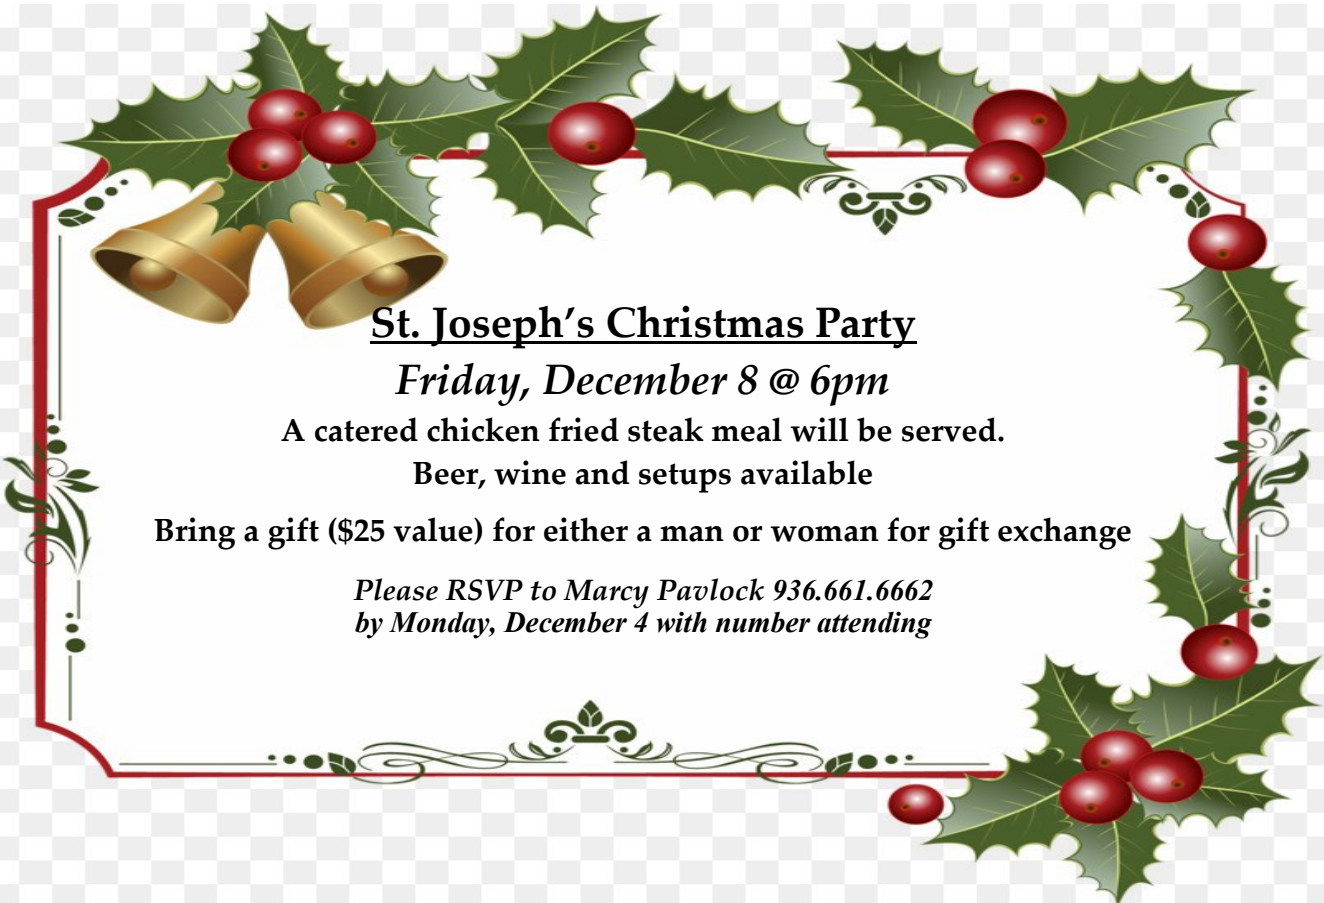 St. Joseph’s Christmas Party
Friday, December 8 @ 6pm
A catered chicken fried steak meal will be served.
Beer, wine and setups available
Bring a gift ($25 value) for either a man or woman for gift exchange
Please RSVP to Marcy Pavlock 936.661.6662
by Monday, December 4 with number attending